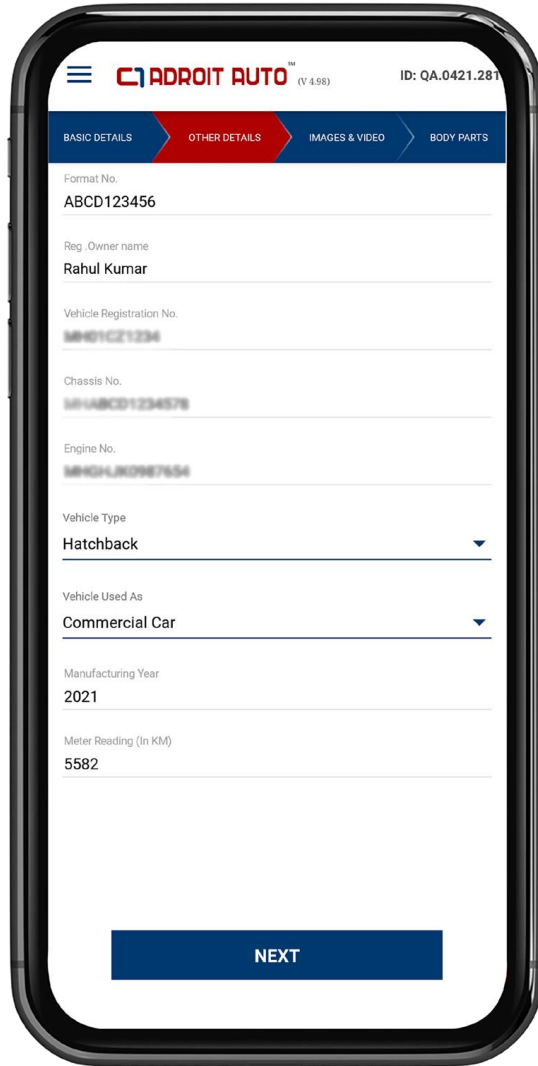 ADROIT AUTO™ (V 4.98) ID: QA.0421.281
BASIC DETAILS OTHER DETAILS IMAGES & VIDEO BODY PARTS
Format No.
ABCD123456
Reg .Owner name
Rahul Kumar
Vehicle Registration No.
Chassis No.
Engine No.
Vehicle Type
Hatchback
Vehicle Used As
Commercial Car
Manufacturing Year
2021
Meter Reading (In KM)
5582
NEXT